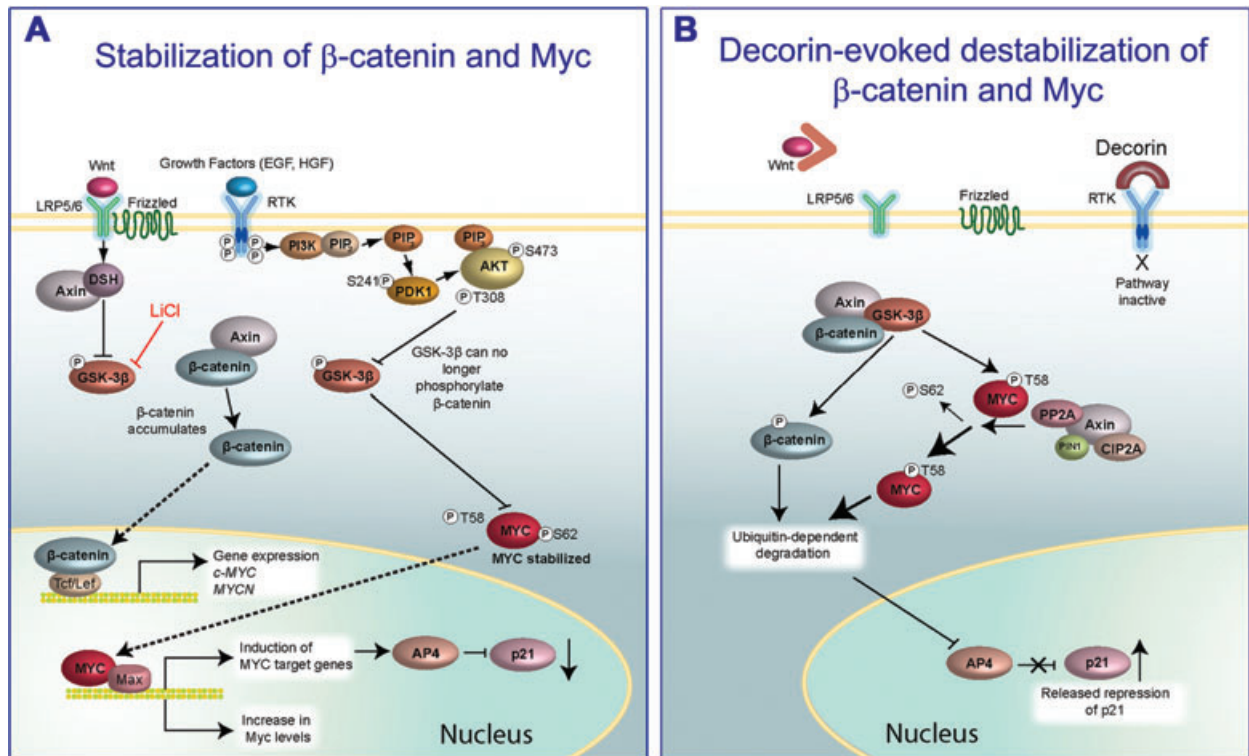 A
Stabilization of β-catenin and Myc
Wnt
Growth Factors (EGF, HGF)
LRP5/6
Frizzled
RTK
P
P
P
P
PI3K
PIP
PIP
PIP
AKT
P S473
DSH
Axin
S241 P
PDK1
P T308
LiCl
P
GSK-3β
Axin
β-catenin
P
GSK-3β
GSK-3β can no
longer
phosphorylate
β-catenin
β-catenin
accumulates
β-catenin
P T58
MYC
P S62
MYC stabilized
β-catenin
Tcf/Lef
Gene expression
c-MYC
MYCN
MYC
Max
Induction of
MYC target genes
AP4
p21
Increase in
Myc levels
Nucleus
B
Decorin-evoked destabilization of
β-catenin and Myc
Wnt
Decorin
LRP5/6
Frizzled
RTK
X
Pathway
inactive
Axin
GSK-3β
β-catenin
P T58
MYC
P S62
PP2A
Axin
PIN1
CIP2A
P
β-catenin
P T58
MYC
Ubiquitin-dependent
degradation
AP4
p21
Released repression
of p21
Nucleus